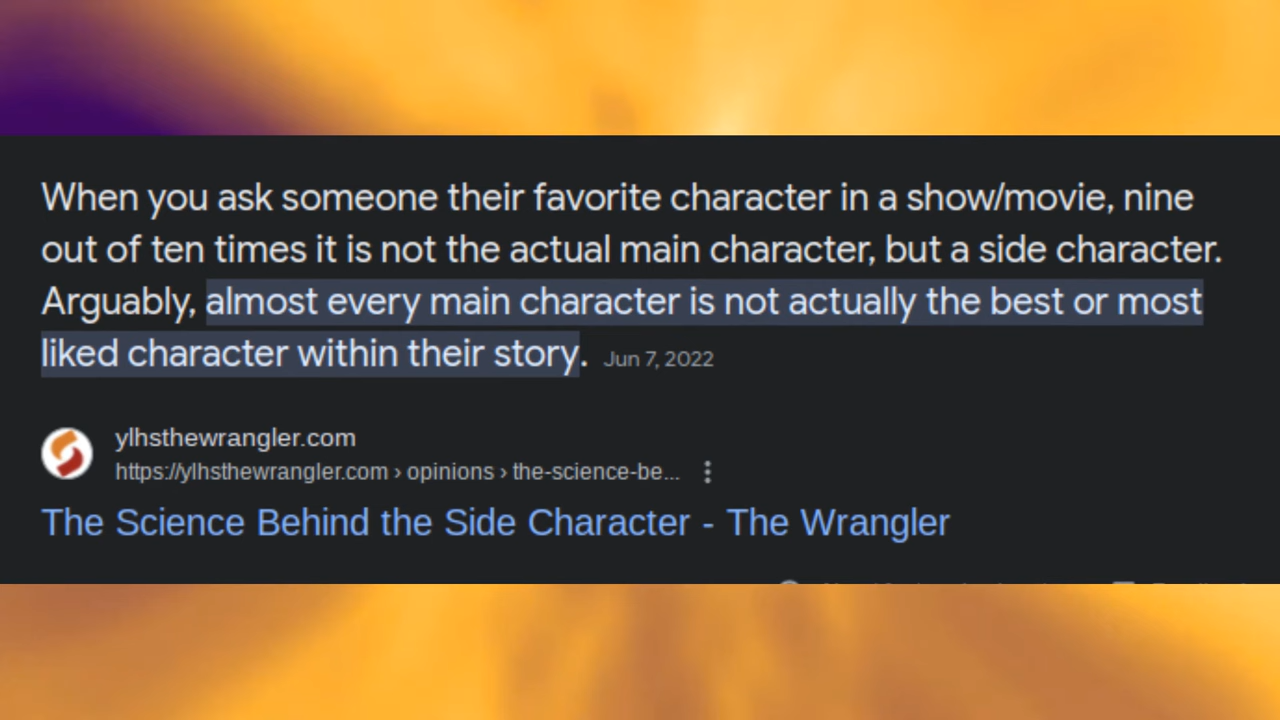 When you ask someone their favorite character in a show/movie, nine
out of ten times it is not the actual main character, but a side character.
Arguably, almost every main character is not actually the best or most
liked character within their story. Jun 7, 2022
ylhsthewrangler.com
https://ylhsthewrangler.com › opinions › the-science-be...
The Science Behind the Side Character - The Wrangler